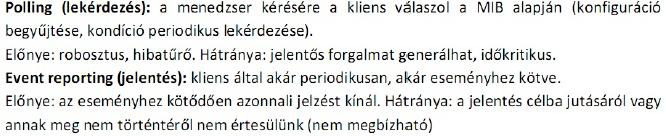 Polling (lekérdezés): a menedzser kérésére a kliens válaszol a MIB alapján (konfiguráció
begyűjtése, kondíció periodikus lekérdezése).
Előnye: robosztus, hibatűrő. Hátránya: jelentős forgalmat generálhat, időkritikus.
Event reporting (jelentés): kliens által akár periodikusan, akár eseményhez kötve.
Előnye: az eseményhez kötődően azonnali jelzést kínál. Hátránya: a jelentés célba jutásáról vagy
annak meg nem történtéről nem értesülünk (nem megbízható)